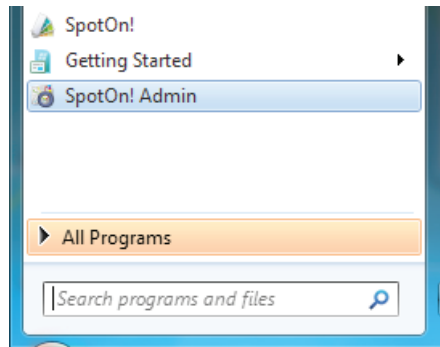 SpotOn!
Getting Started
SpotOn! Admin
All Programs
Search programs and files